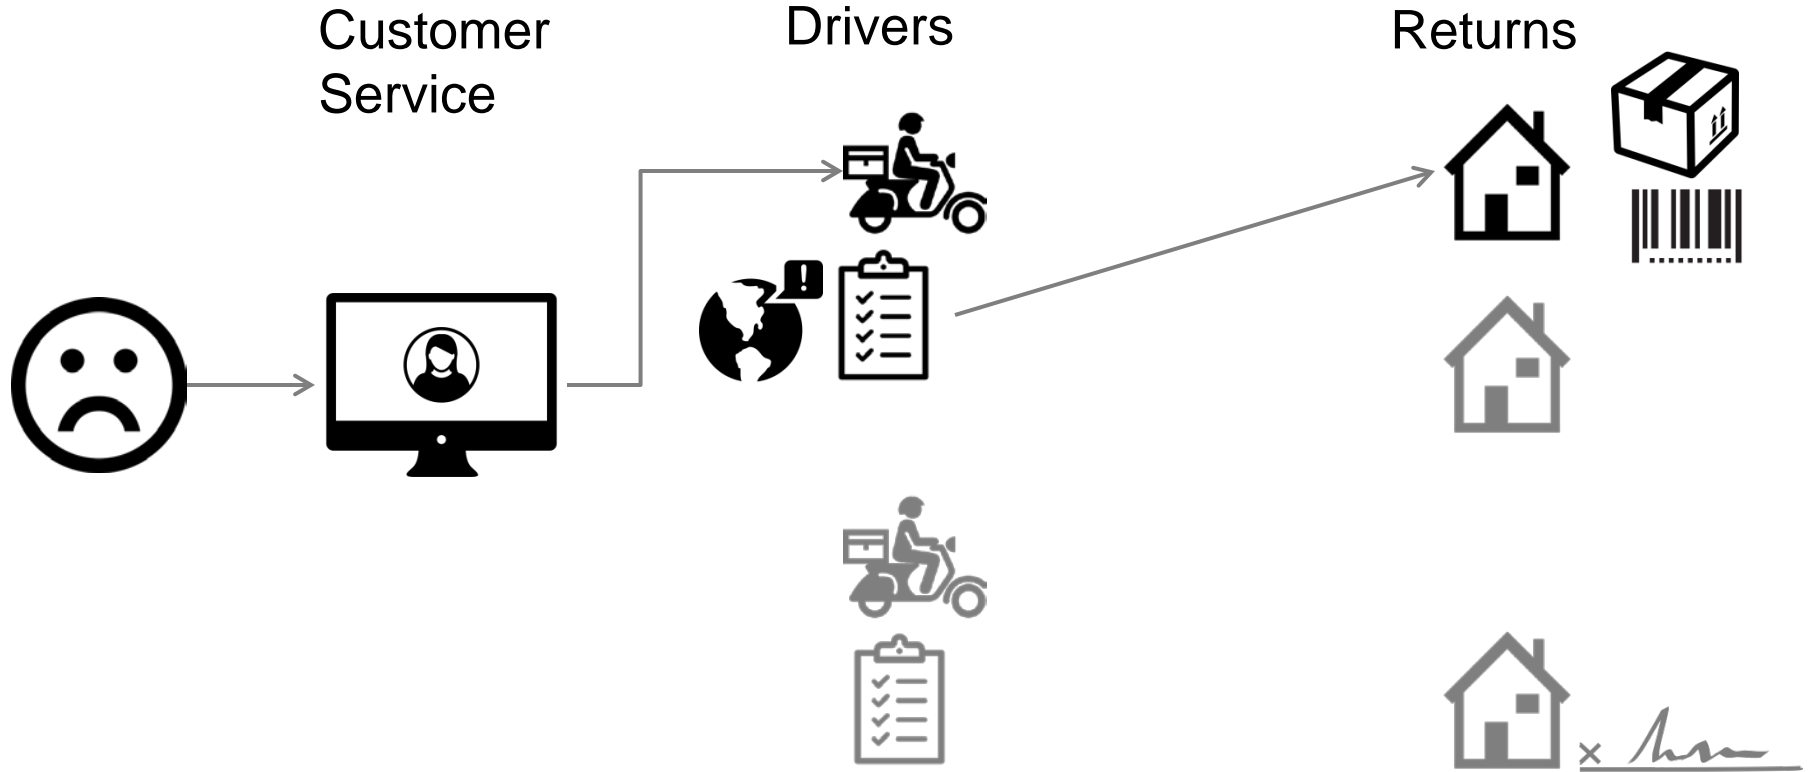 Customer
Service
Drivers
Returns
!
×